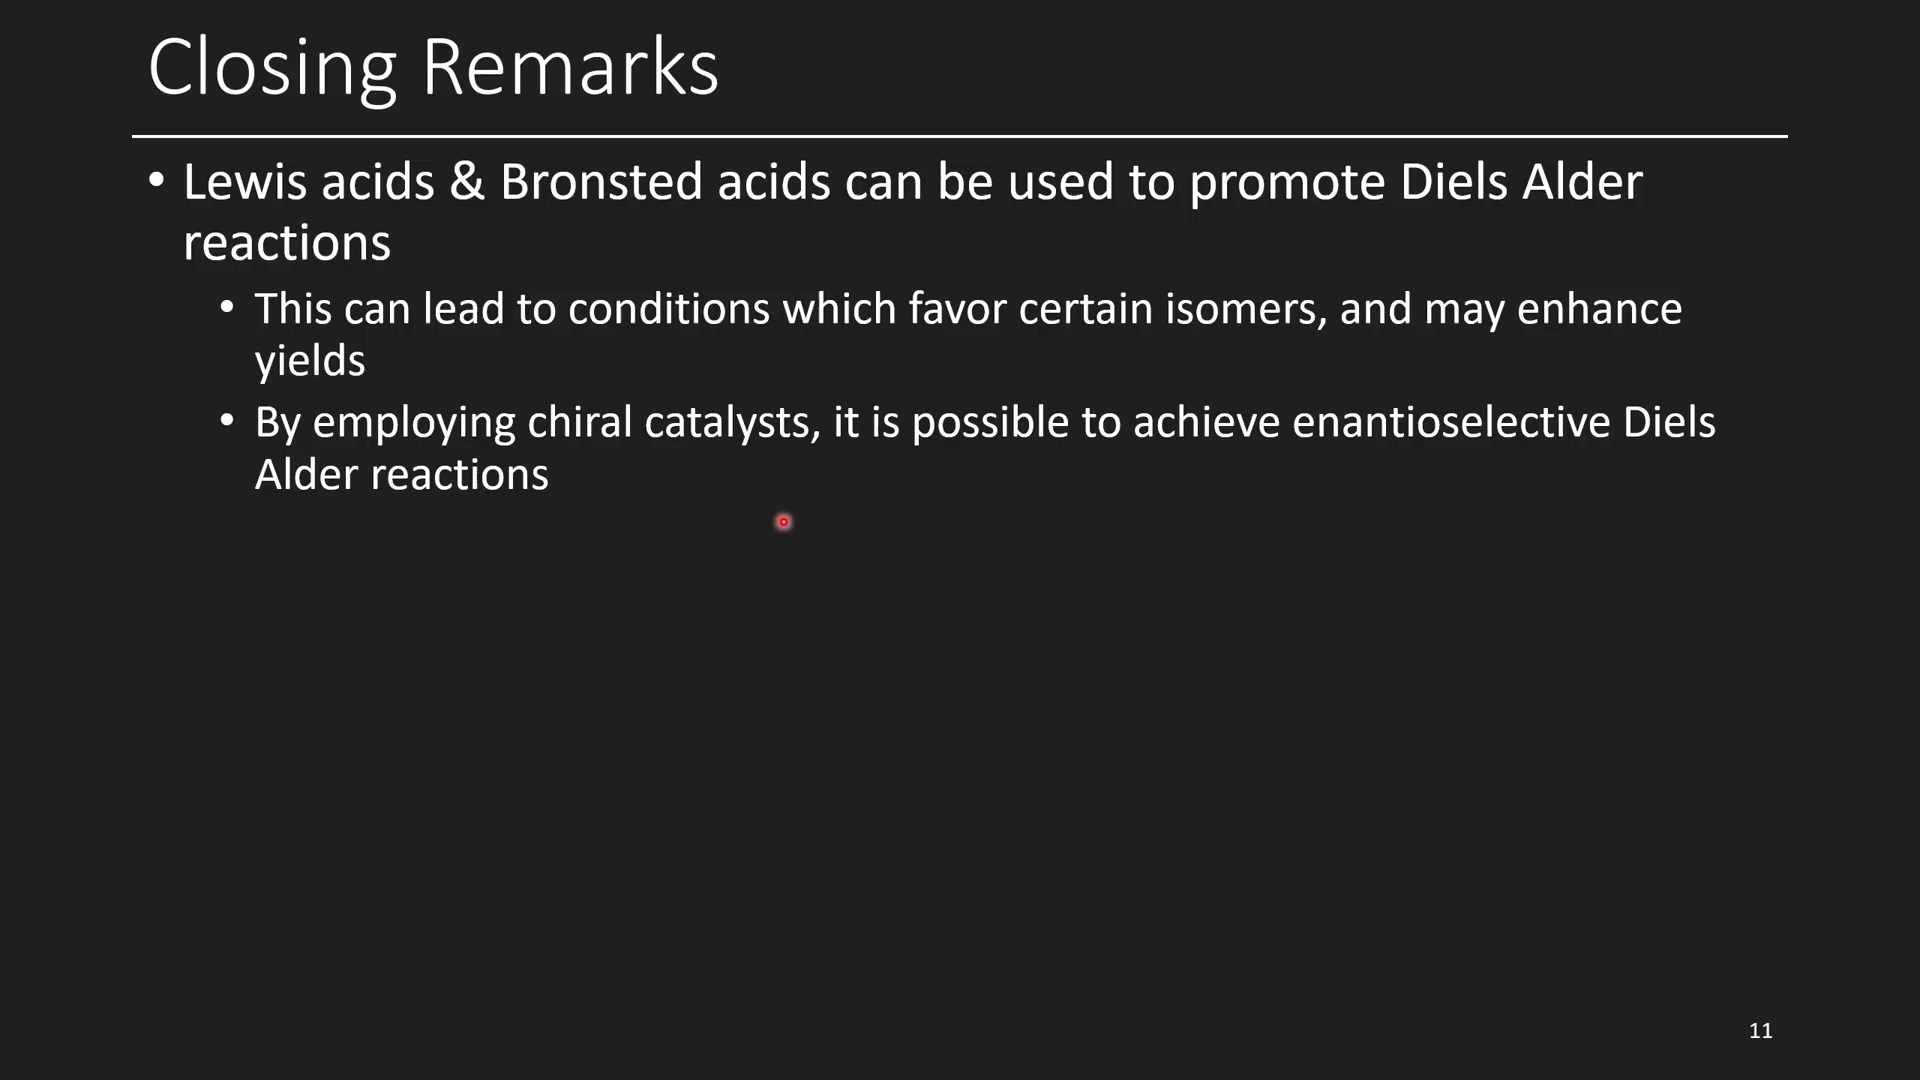 Closing Remarks
• Lewis acids & Bronsted acids can be used to promote Diels Alder
reactions
• This can lead to conditions which favor certain isomers, and may enhance
yields
• By employing chiral catalysts, it is possible to achieve enantioselective Diels
Alder reactions
11